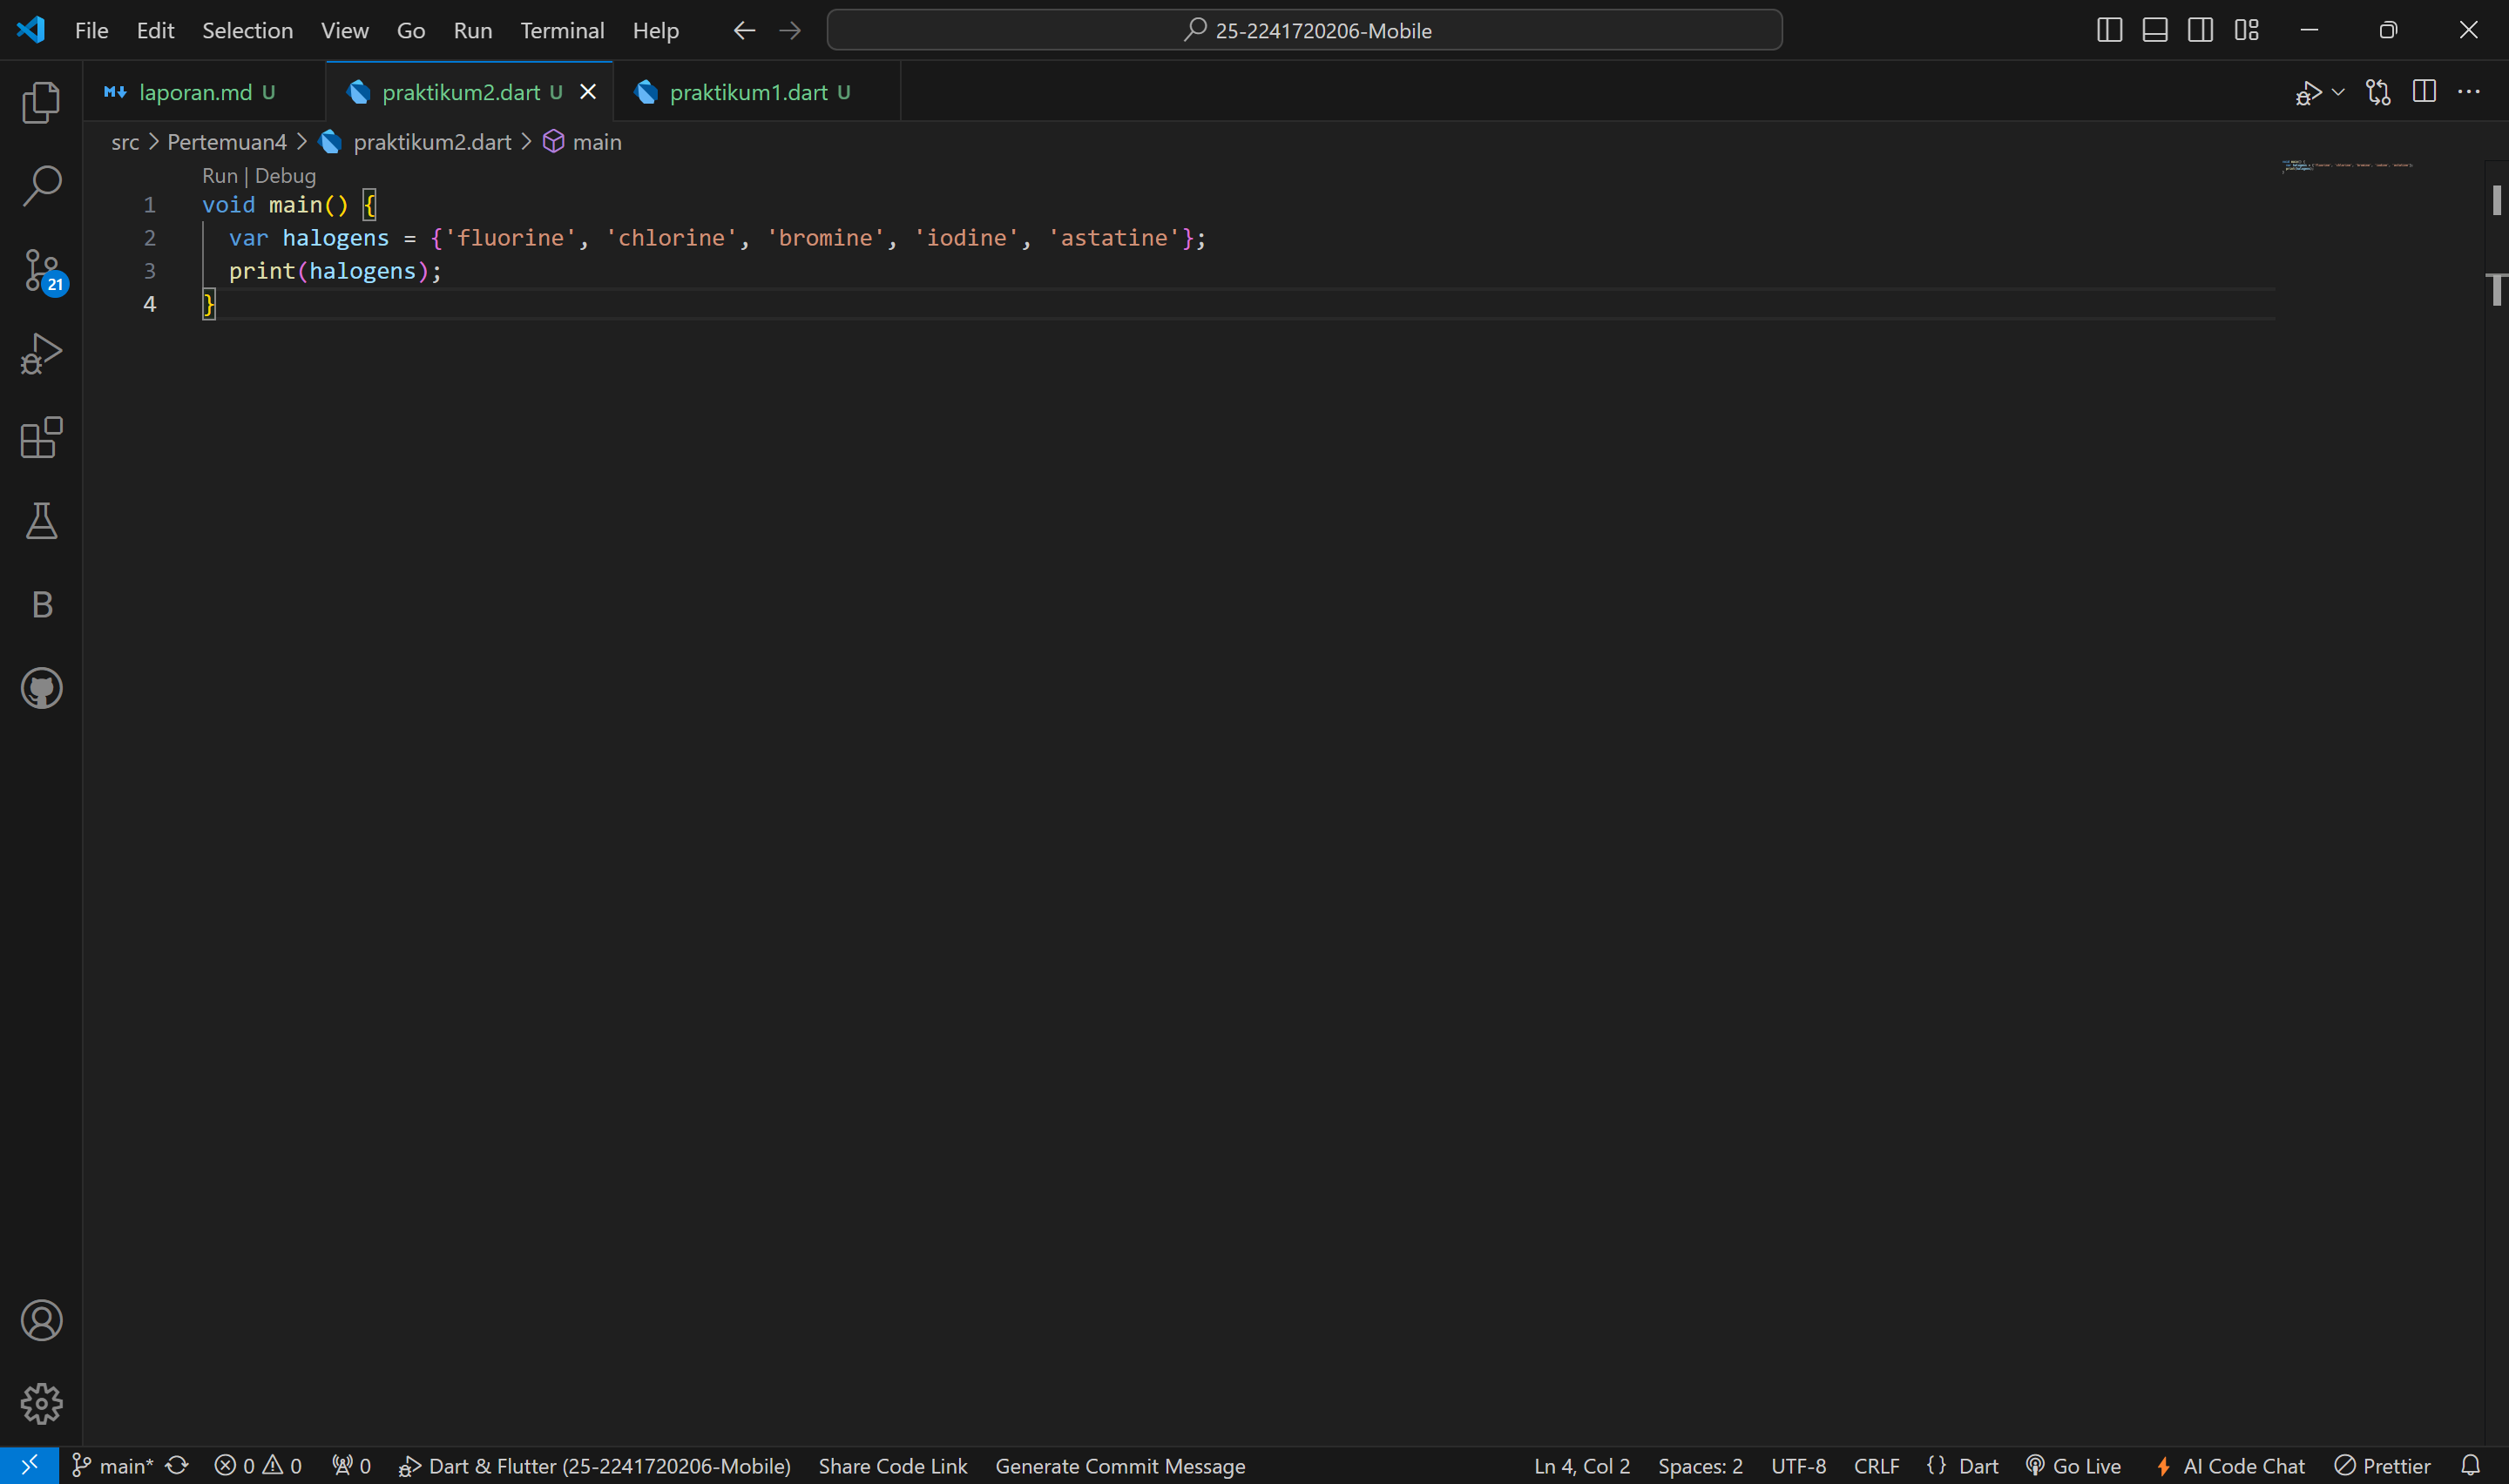 File Edit Selection View Go Run Terminal Help 25-2241720206-Mobile
laporan.md U praktikum2.dart U praktikum1.dart U
src > Pertemuan4 > praktikum2.dart > main
Run | Debug
1 void main() {
2 var halogens = {'fluorine', 'chlorine', 'bromine', 'iodine', 'astatine'};
3 print(halogens);
4 }
21
B
main* 0 0 0 Dart & Flutter (25-2241720206-Mobile) Share Code Link Generate Commit Message Ln 4, Col 2 Spaces: 2 UTF-8 CRLF {} Dart Go Live AI Code Chat Prettier